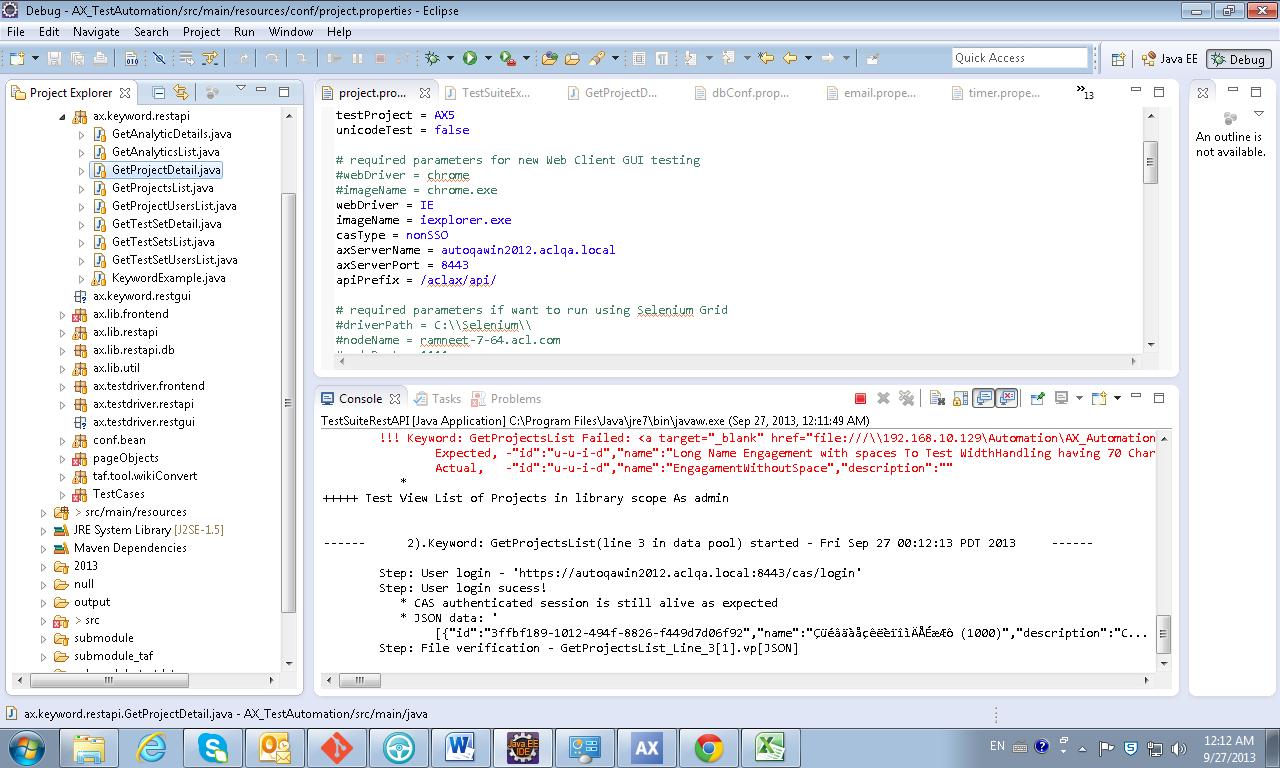 Debug - AX_TestAutomation/src/main/resources/conf/project.properties - Eclipse
File Edit Navigate Search Project Run Window Help
Quick Access
Java EE
Debug
Project Explorer
ax.keyword.restapi
GetAnalyticDetails.java
GetAnalyticsList.java
GetProjectDetail.java
GetProjectsList.java
GetProjectUsersList.java
GetTestSetDetail.java
GetTestSetsList.java
GetTestSetUsersList.java
KeywordExample.java
ax.keyword.restgui
ax.lib.frontend
ax.lib.restapi
ax.lib.restapi.db
ax.lib.util
ax.testdriver.frontend
ax.testdriver.restapi
ax.testdriver.restgui
conf.bean
pageObjects
taf.tool.wikiConvert
TestCases
> src/main/resources
JRE System Library [J2SE-1.5]
Maven Dependencies
2013
null
output
> src
submodule
submodule_taf
project.pro... TestSuiteEx... GetProjectD... dbConf.prop... email.prope... timer.prope... »13
testProject = AX5
unicodeTest = false
# required parameters for new Web Client GUI testing
#webDriver = chrome
#imageName = chrome.exe
webDriver = IE
imageName = iexplorer.exe
casType = nonSSO
axServerName = autoqawin2012.aclqa.local
axServerPort = 8443
apiPrefix = /aclax/api/
# required parameters if want to run using Selenium Grid
#driverPath = C:\\Selenium\\
#nodeName = ramneet-7-64.acl.com
An outline is not available.
Console Tasks Problems
TestSuiteRestAPI [Java Application] C:\Program Files\Java\jre7\bin\javaw.exe (Sep 27, 2013, 12:11:49 AM)
!!! Keyword: GetProjectsList Failed: <a target="_blank" href="file:///\\192.168.10.129\Automation\AX_Automation
Expected, -"id":"u-u-i-d","name":"Long Name Engagement with spaces To Test WidthHandling having 70 Char
Actual, -"id":"u-u-i-d","name":"EngagamentWithoutSpace","description":""
*
+++++ Test View List of Projects in library scope As admin
------ 2).Keyword: GetProjectsList(line 3 in data pool) started - Fri Sep 27 00:12:13 PDT 2013 ------
Step: User login - 'https://autoqawin2012.aclqa.local:8443/cas/login'
Step: User login sucess!
* CAS authenticated session is still alive as expected
* JSON data: '
[{"id":"3ffbf189-1012-494f-8826-f449d7d06f92","name":"ÇüéâäàåçêëèïîìÄÅÉæÆô (1000)","description":"C...
Step: File verification - GetProjectsList_Line_3[1].vp[JSON]
ax.keyword.restapi.GetProjectDetail.java - AX_TestAutomation/src/main/java
Java EE IDE
AX
EN
12:12 AM
9/27/2013